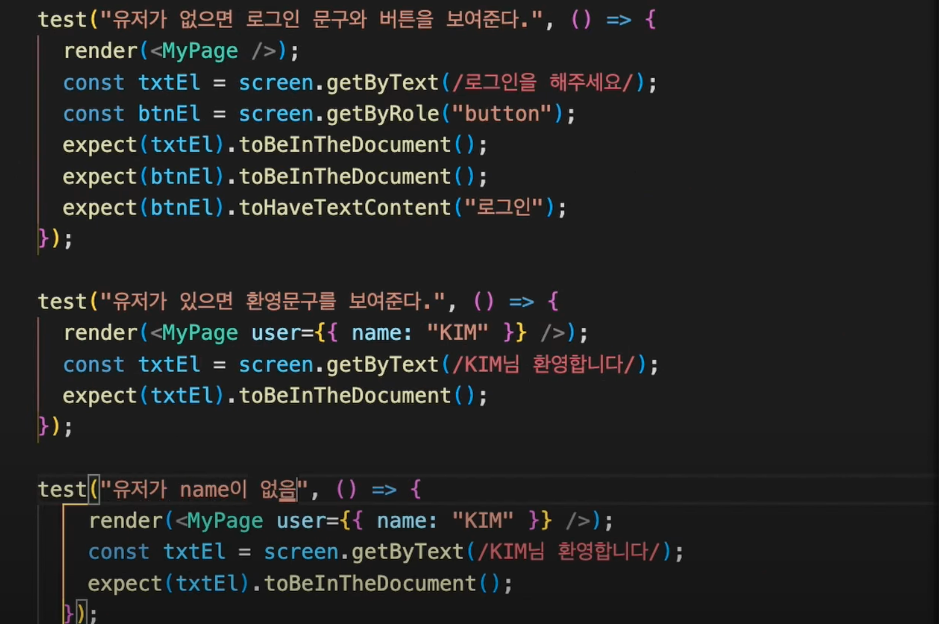 test("유저가 없으면 로그인 문구와 버튼을 보여준다.", () => {
  render(<MyPage />);
  const txtEl = screen.getByText(/로그인을 해주세요/);
  const btnEl = screen.getByRole("button");
  expect(txtEl).toBeInTheDocument();
  expect(btnEl).toBeInTheDocument();
  expect(btnEl).toHaveTextContent("로그인");
});
test("유저가 있으면 환영문구를 보여준다.", () => {
  render(<MyPage user={{ name: "KIM" }} />);
  const txtEl = screen.getByText(/KIM님 환영합니다/);
  expect(txtEl).toBeInTheDocument();
});
test("유저가 name이 없음", () => {
    render(<MyPage user={{ name: "KIM" }} />);
    const txtEl = screen.getByText(/KIM님 환영합니다/);
    expect(txtEl).toBeInTheDocument();
  });